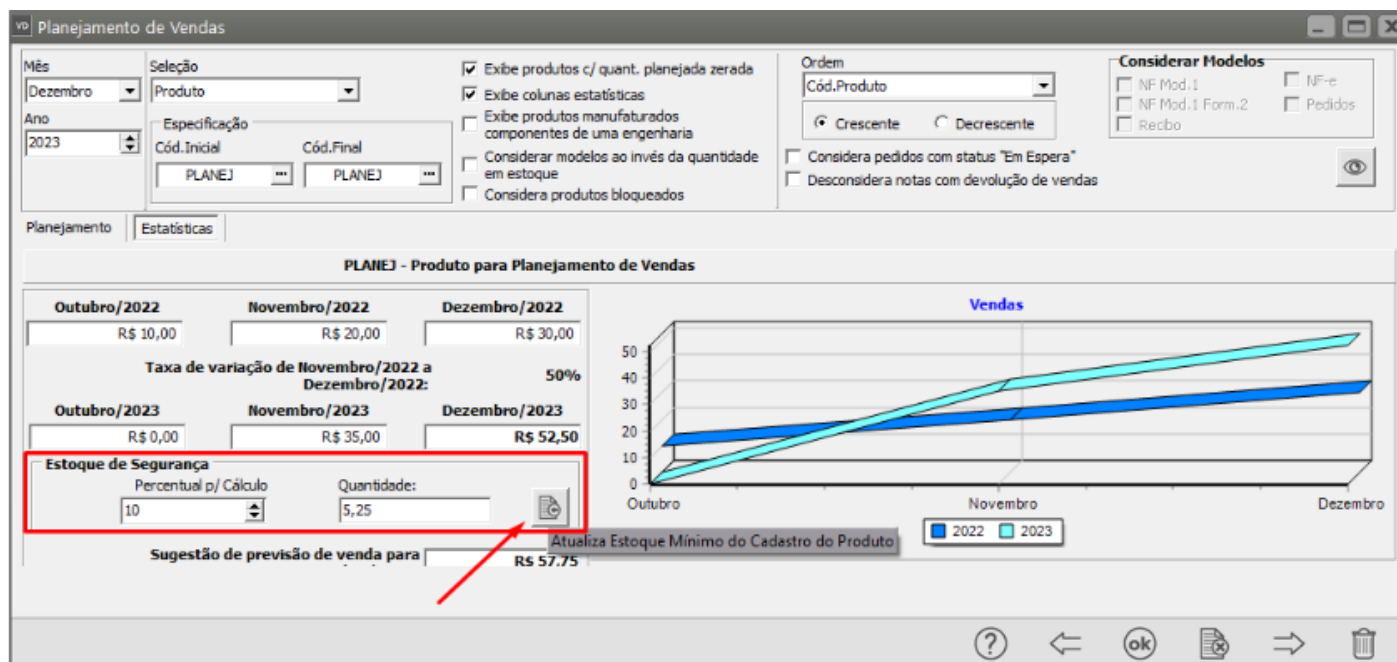 VD Planejamento de Vendas
Mês
Dezembro
Ano
2023
Seleção
Produto
Especificação
Cód.Inicial Cód.Final
PLANEJ ... PLANEJ ...
Exibe produtos c/ quant. planejada zerada
Exibe colunas estatísticas
Exibe produtos manufaturados
componentes de uma engenharia
Considerar modelos ao invés da quantidade
em estoque
Considera produtos bloqueados
Ordem
Cód.Produto
Crescente Decrescente
Considera pedidos com status "Em Espera"
Desconsidera notas com devolução de vendas
Considerar Modelos
NF Mod.1 NF-e
NF Mod.1 Form.2 Pedidos
Recibo
Planejamento Estatísticas
PLANEJ - Produto para Planejamento de Vendas
Outubro/2022 Novembro/2022 Dezembro/2022
R$ 10,00 R$ 20,00 R$ 30,00
Taxa de variação de Novembro/2022 a
Dezembro/2022: 50%
Outubro/2023 Novembro/2023 Dezembro/2023
R$ 0,00 R$ 35,00 R$ 52,50
Estoque de Segurança
Percentual p/ Cálculo Quantidade:
10 5,25
Atualiza Estoque Mínimo do Cadastro do Produto
Sugestão de previsão de venda para R$ 57,75
Vendas
50
40
30
20
10
0
Outubro Novembro Dezembro
2022 2023
? ok